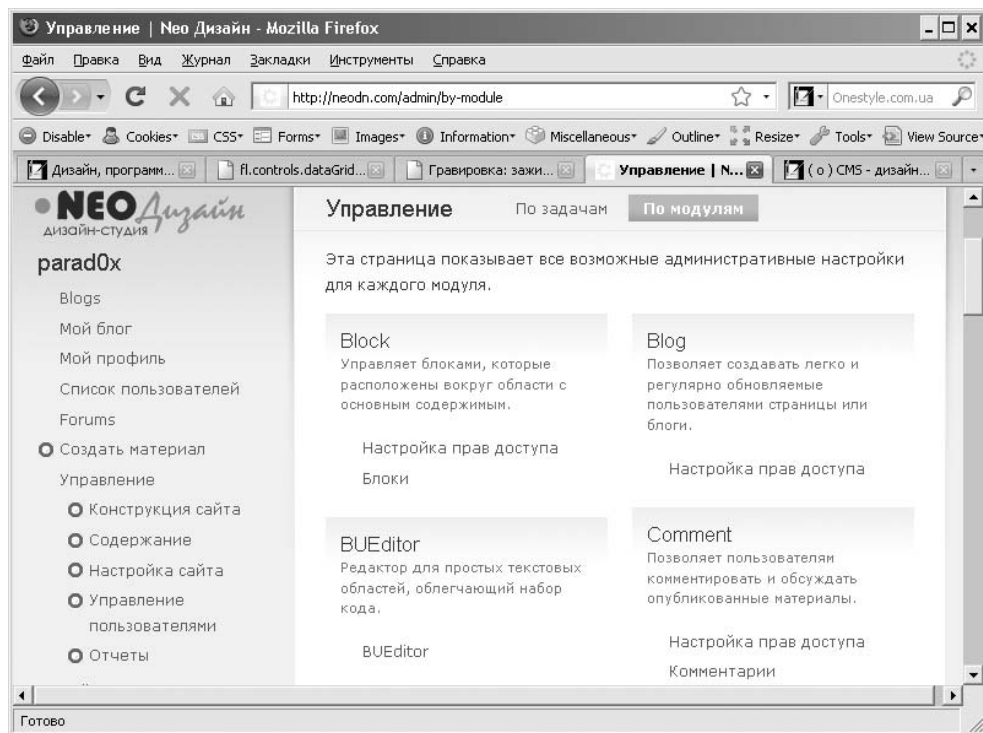 Управление | Neo Дизайн - Mozilla Firefox
Файл Правка Вид Журнал Закладки Инструменты Справка
http://neodn.com/admin/by-module
Onestyle.com.ua
Disable Cookies CSS Forms Images Information Miscellaneous Outline Resize Tools View Source
Дизайн, програмн... fl.controls.dataGrid... Гравировка: зажи... Управление | N... ( o ) CMS - дизайн...
NEO Дизайн
дизайн-студия
parad0x
Blogs
Мой блог
Мой профиль
Список пользователей
Forums
Создать материал
Управление
Конструкция сайта
Содержание
Настройка сайта
Управление
пользователями
Отчеты
Управление По задачам По модулям
Эта страница показывает все возможные административные настройки
для каждого модуля.
Block
Управляет блоками, которые
расположены вокруг области с
основным содержимым.
Настройка прав доступа
Блоки
BUEditor
Редактор для простых текстовых
областей, облегчающий набор
кода.
BUEditor
Blog
Позволяет создавать легко и
регулярно обновляемые
пользователями страницы или
блоги.
Настройка прав доступа
Comment
Позволяет пользователям
комментировать и обсуждать
опубликованные материалы.
Настройка прав доступа
Комментарии
Готово